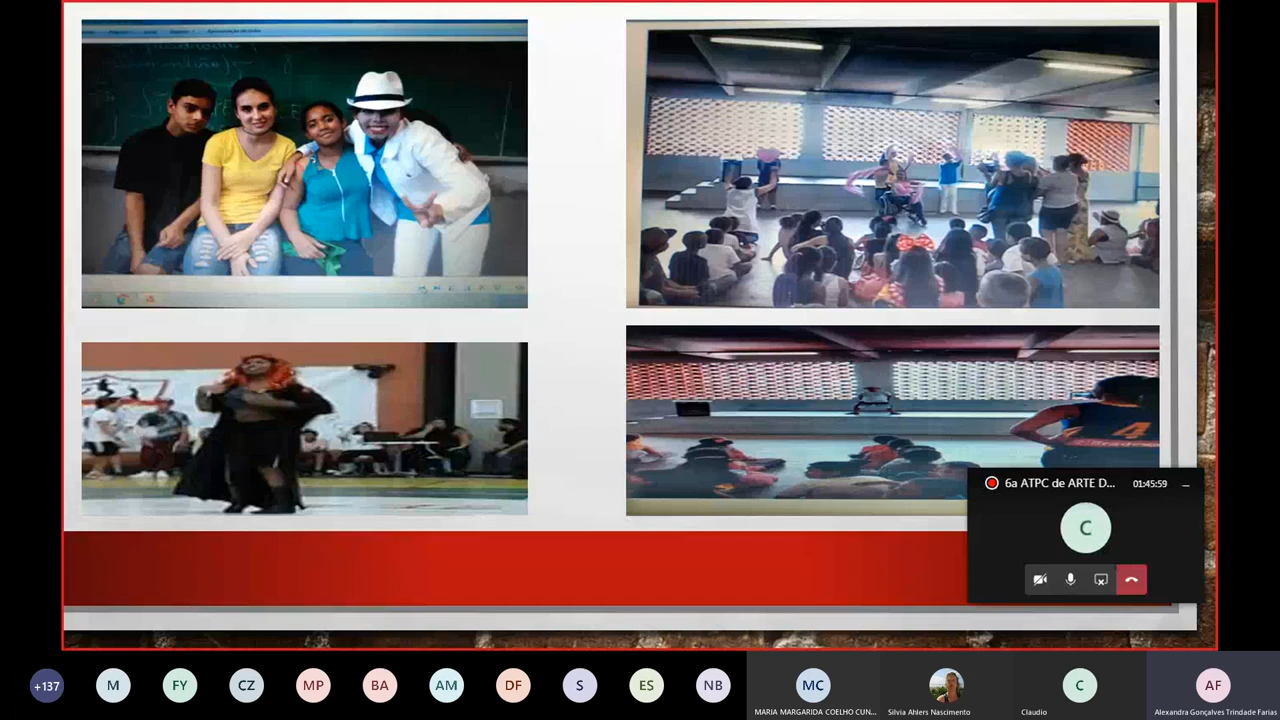 4
6a ATPC de ARTE D...
01:45:59
C
+137
M
FY
CZ
MP
BA
AM
DF
S
ES
NB
MC
C
AF
MARIA MARGARIDA COELHO CUN...
Silvia Ahlers Nascimento
Claudio
Alexandra Gonçalves Trindade Farias